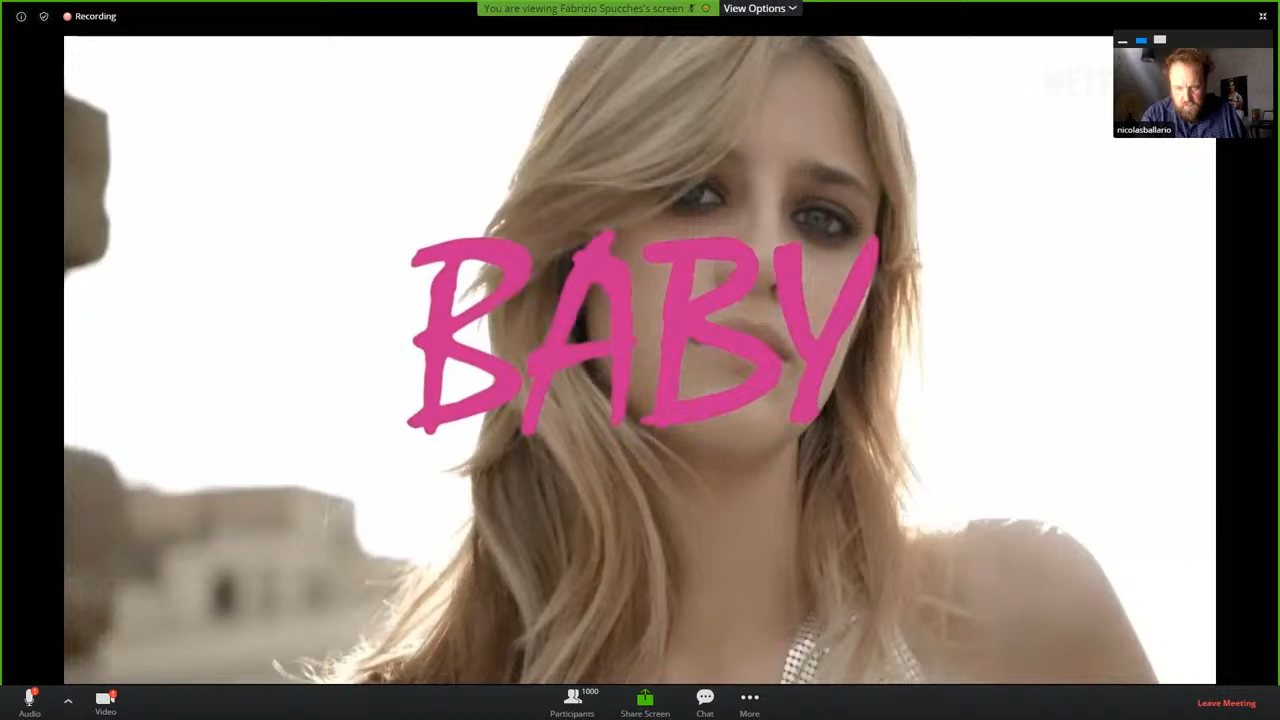 You are viewing Fabrizio Spucches's screen
View Options
Recording
nicolasballario
BABY
Audio
Video
1000
Participants
Share Screen
Chat
More
Leave Meeting